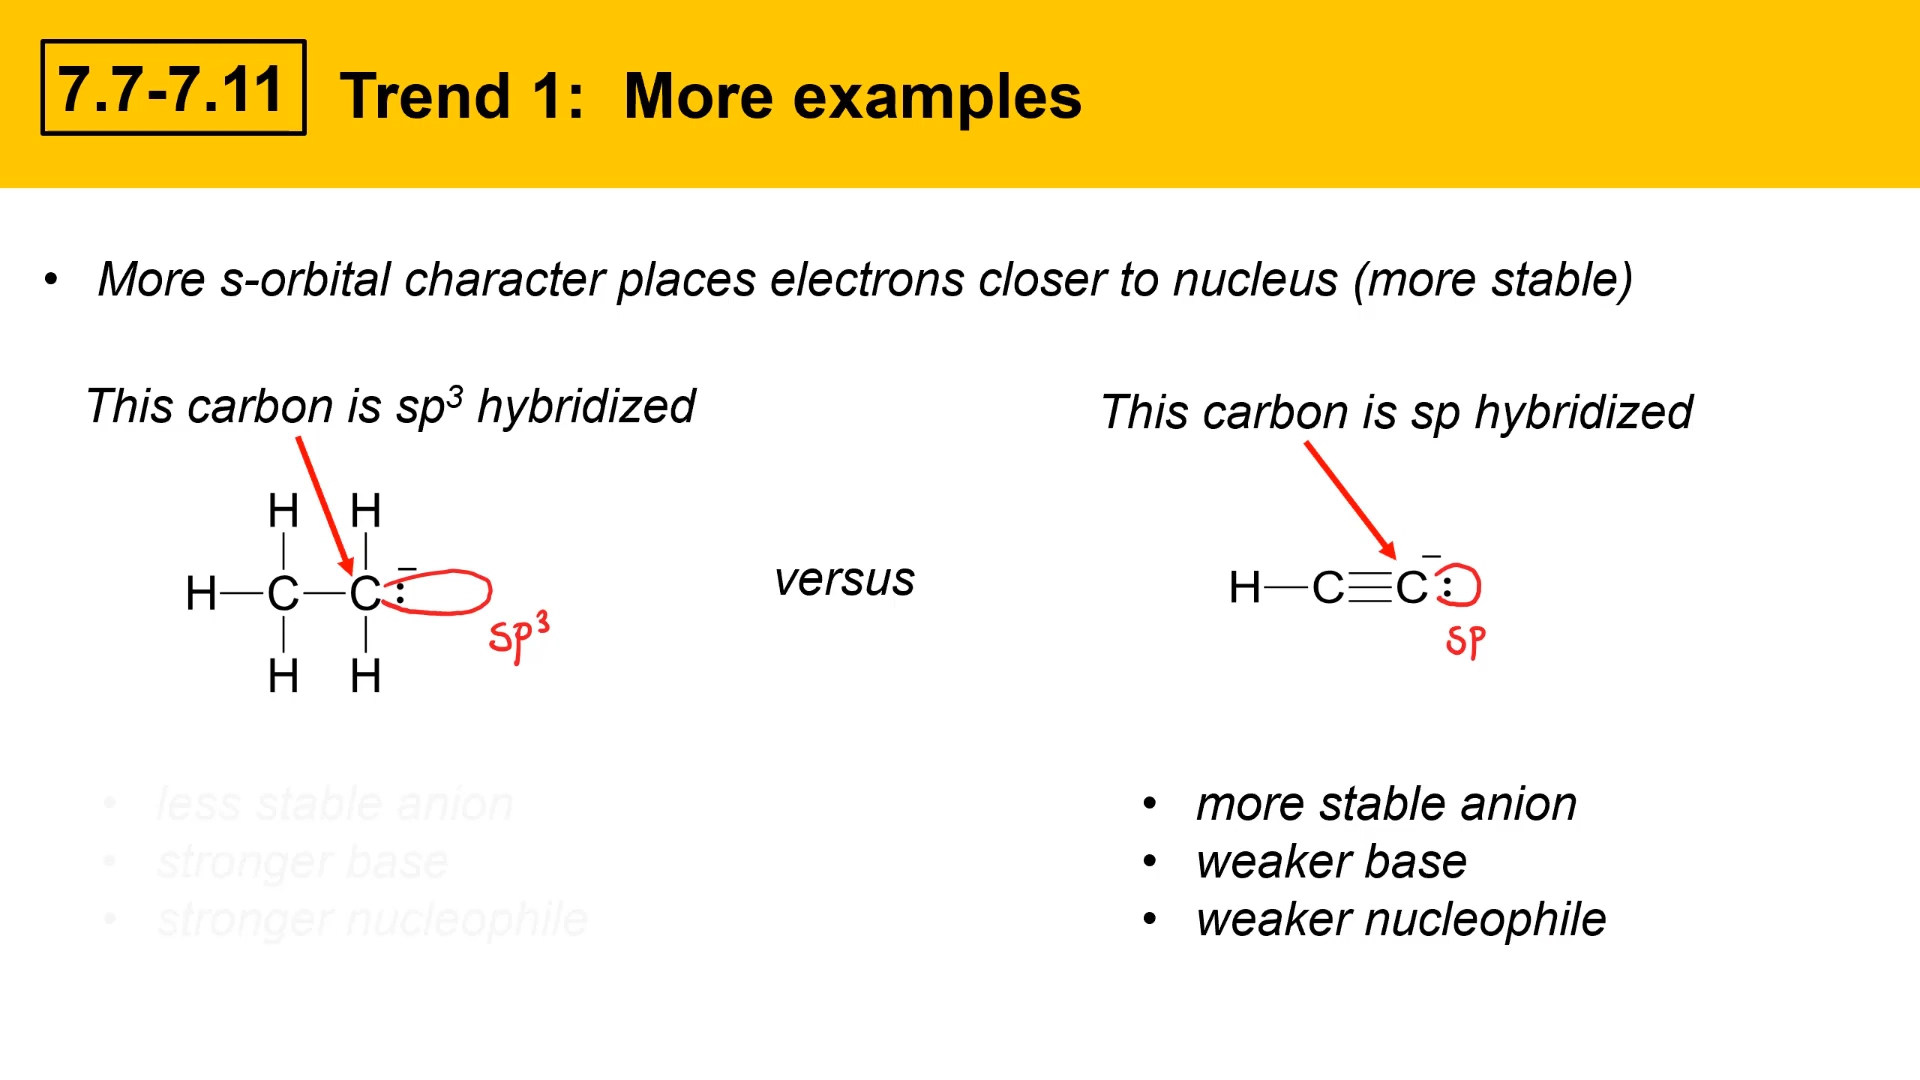 7.7-7.11 Trend 1: More examples
• More s-orbital character places electrons closer to nucleus (more stable)
This carbon is sp³ hybridized
This carbon is sp hybridized
H H
H—C—C:⁻
H H
sp³
versus
H—C≡C:⁻
sp
• less stable anion
• stronger base
• stronger nucleophile
• more stable anion
• weaker base
• weaker nucleophile